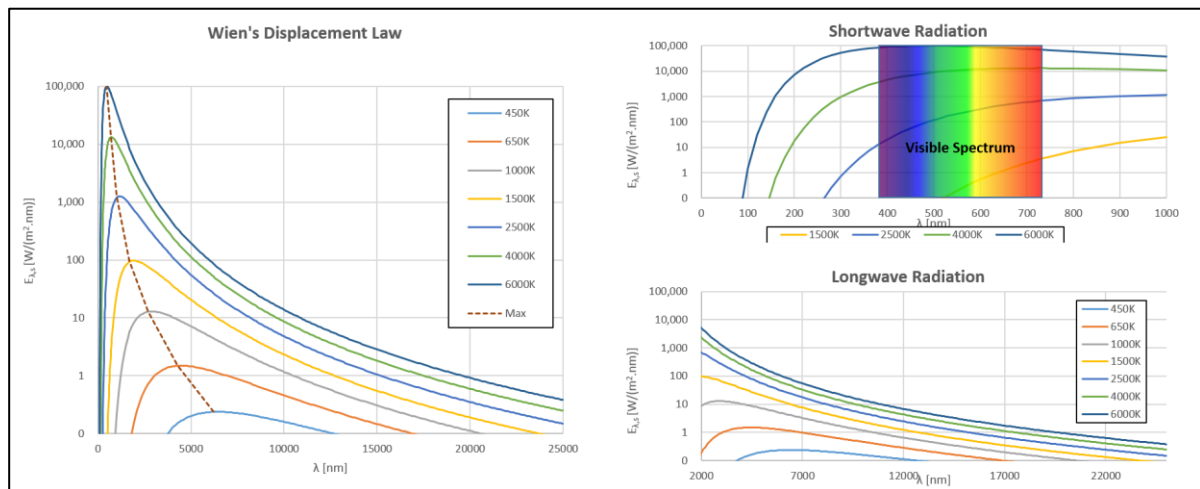 Wien's Displacement Law
100,000
10,000
1,000
100
10
1
0
E λ,s [W/(m².nm)]
0
5000
10000
15000
20000
25000
λ [nm]
450K
650K
1000K
1500K
2500K
4000K
6000K
Max
Shortwave Radiation
100,000
10,000
1,000
100
10
1
0
E λ,s [W/(m².nm)]
Visible Spectrum
0
100
200
300
400
500
600
700
800
900
1000
λ [nm]
1500K
2500K
4000K
6000K
Longwave Radiation
100,000
10,000
1,000
100
10
1
0
E λ,s [W/(m².nm)]
2000
7000
12000
17000
22000
λ [nm]
450K
650K
1000K
1500K
2500K
4000K
6000K